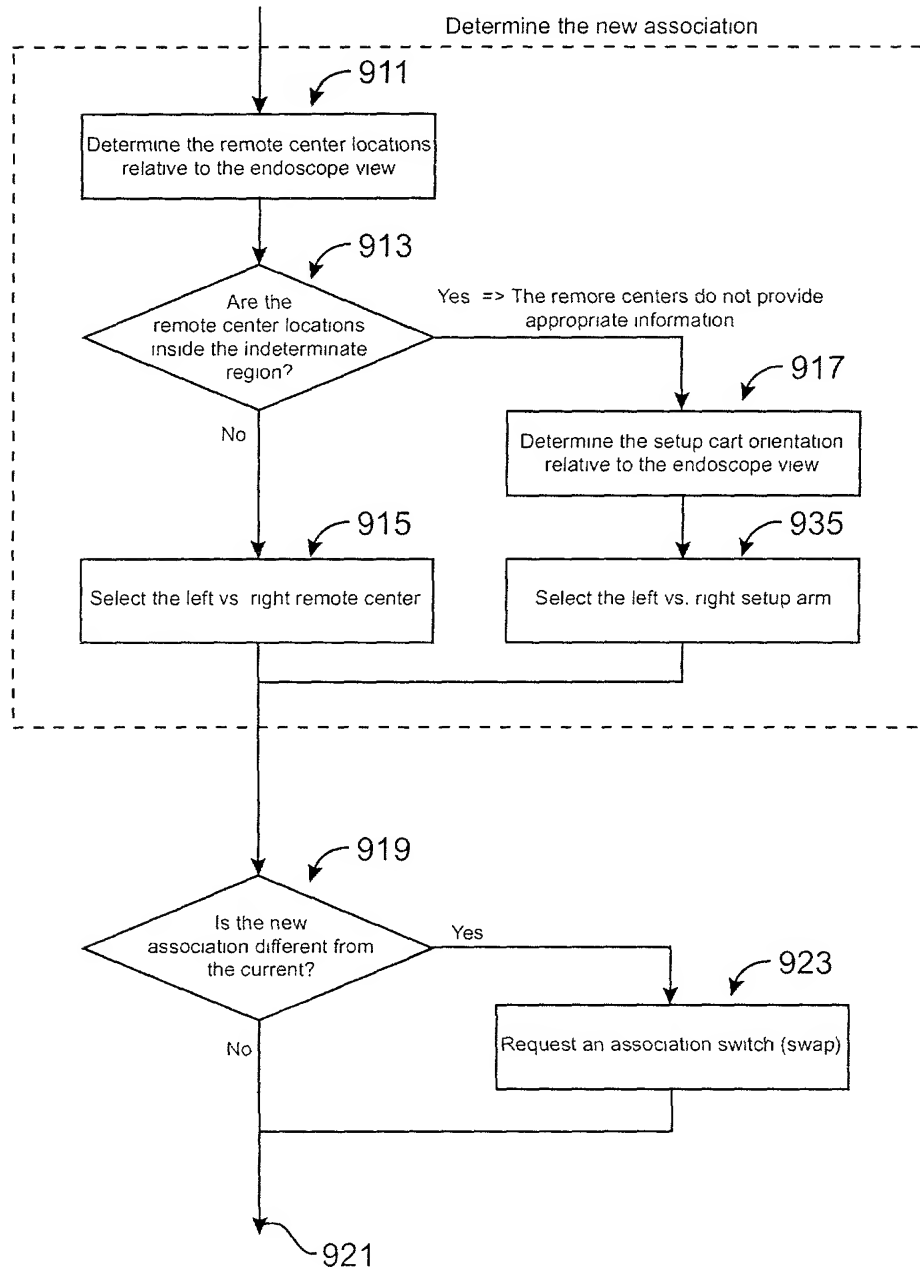 Determine the new association
911
Determine the remote center locations
relative to the endoscope view
913
Are the
remote center locations
inside the indeterminate
region?
Yes => The remore centers do not provide
appropriate information
No
917
Determine the setup cart orientation
relative to the endoscope view
915
Select the left vs right remote center
935
Select the left vs. right setup arm
919
Is the new
association different from
the current?
Yes
No
923
Request an association switch (swap)
921